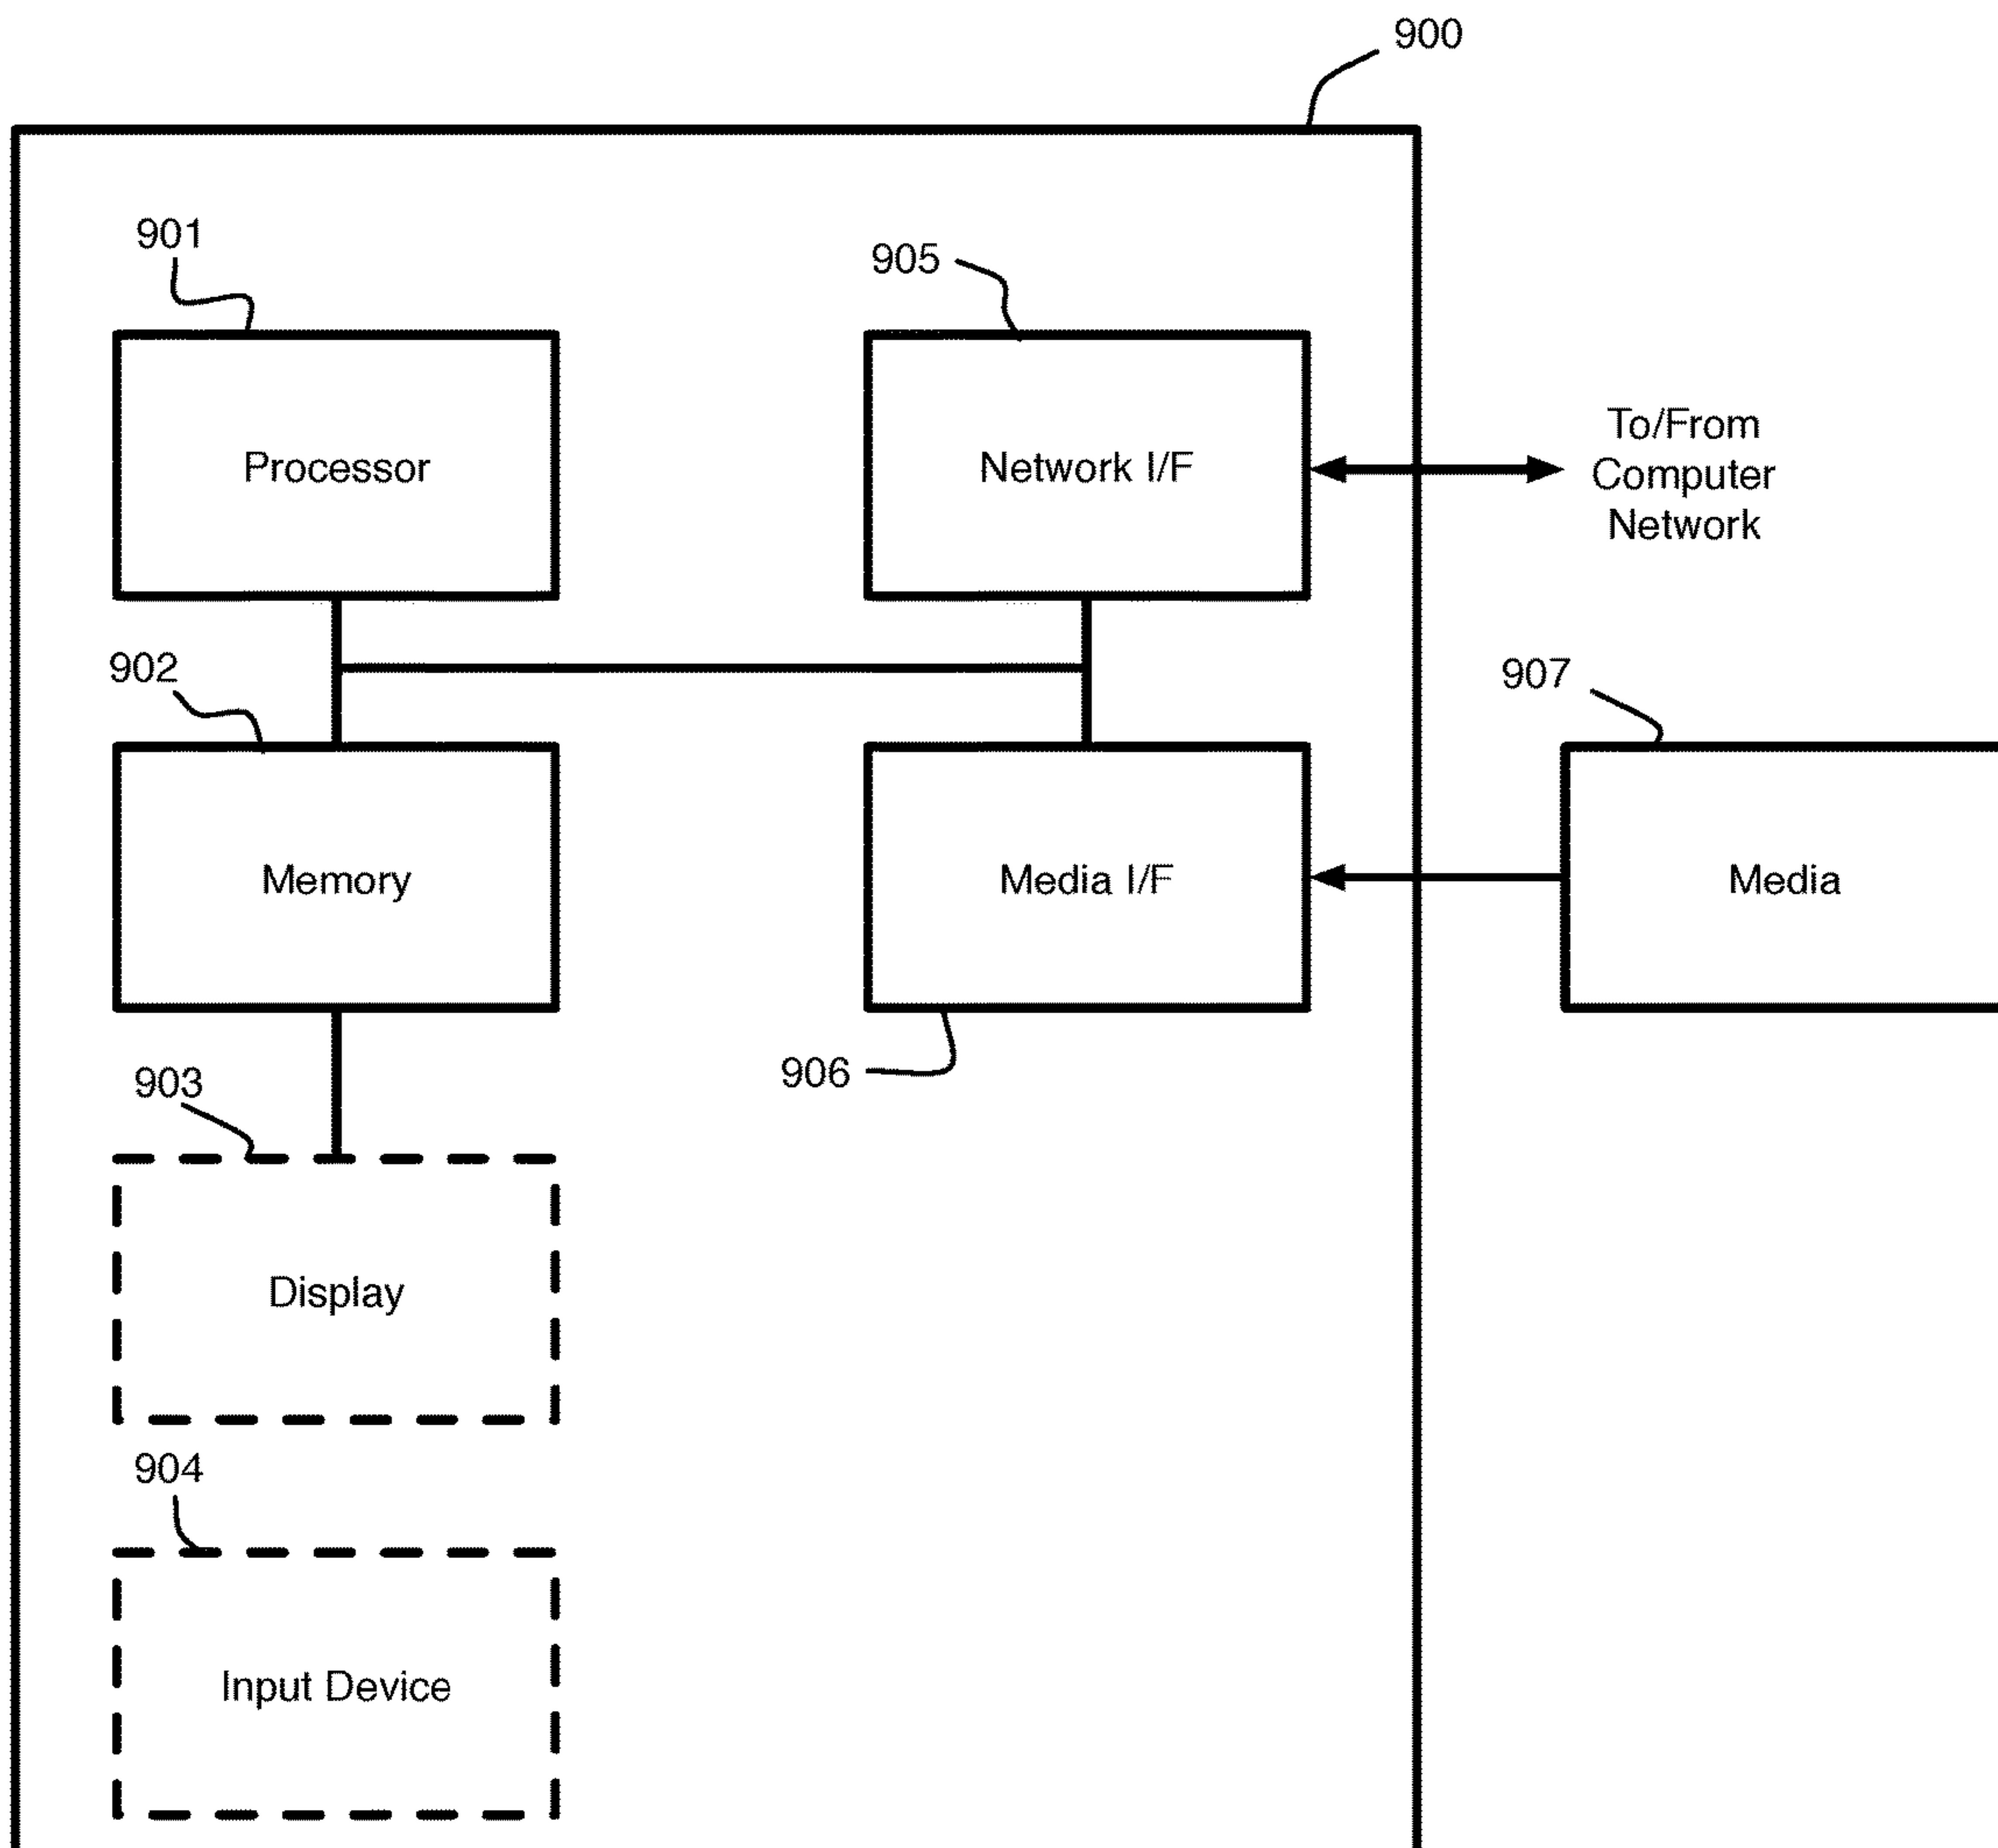 900
901
905
Processor
Network I/F
To/From
Computer
Network
902
907
Memory
Media I/F
Media
903
906
Display
904
Input Device